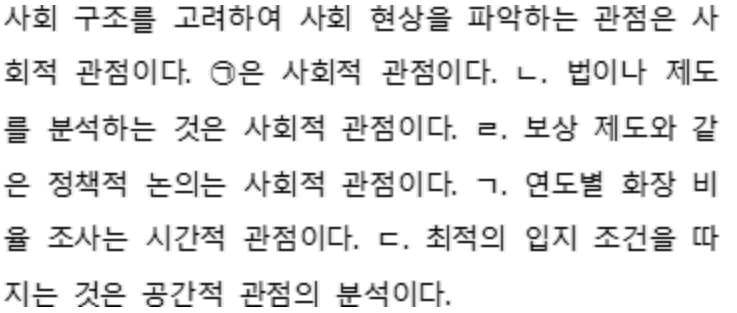 사회 구조를 고려하여 사회 현상을 파악하는 관점은 사
회적 관점이다. ㉠은 사회적 관점이다. ㄴ. 법이나 제도
를 분석하는 것은 사회적 관점이다. ㄹ. 보상 제도와 같
은 정책적 논의는 사회적 관점이다. ㄱ. 연도별 화장 비
율 조사는 시간적 관점이다. ㄷ. 최적의 입지 조건을 따
지는 것은 공간적 관점의 분석이다.